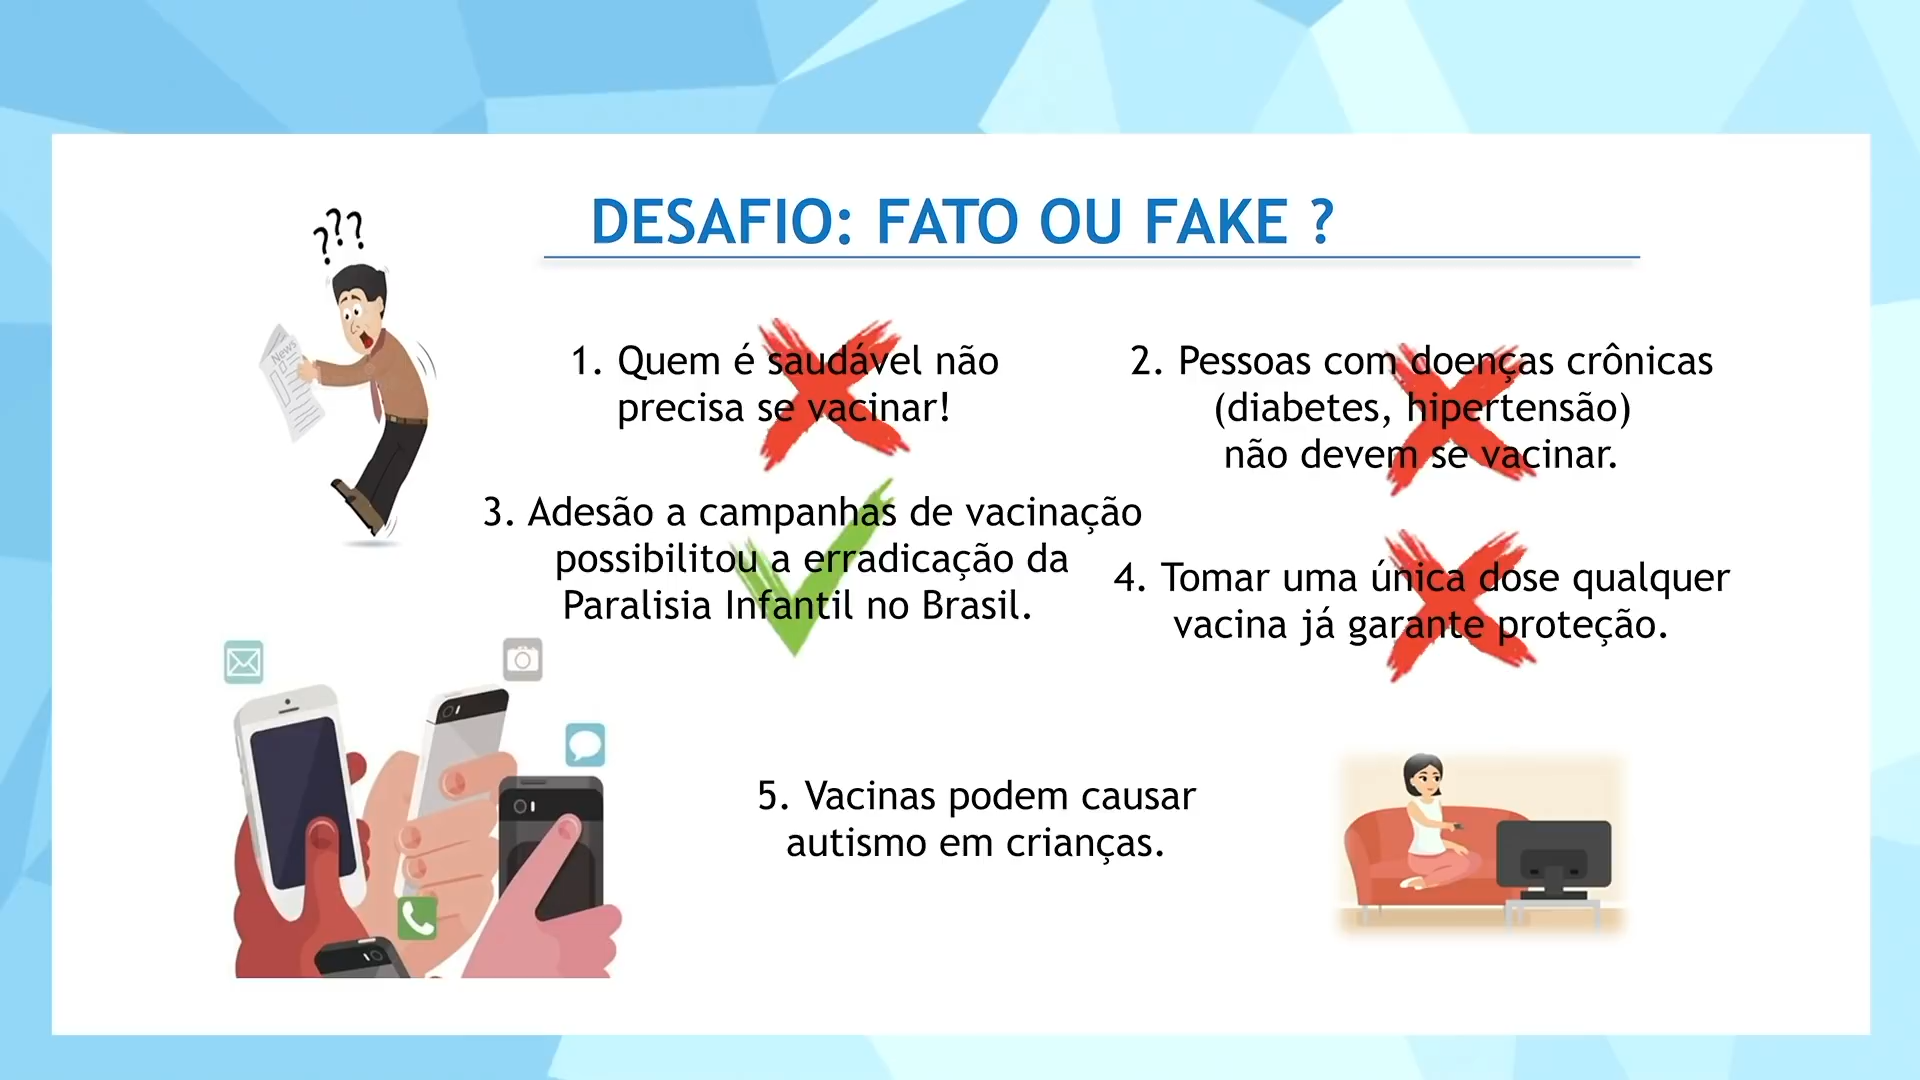 DESAFIO: FATO OU FAKE ?
???
News
1. Quem é saudável não
precisa se vacinar!
2. Pessoas com doenças crônicas
(diabetes, hipertensão)
não devem se vacinar.
3. Adesão a campanhas de vacinação
possibilitou a erradicação da
Paralisia Infantil no Brasil.
4. Tomar uma única dose qualquer
vacina já garante proteção.
5. Vacinas podem causar
autismo em crianças.